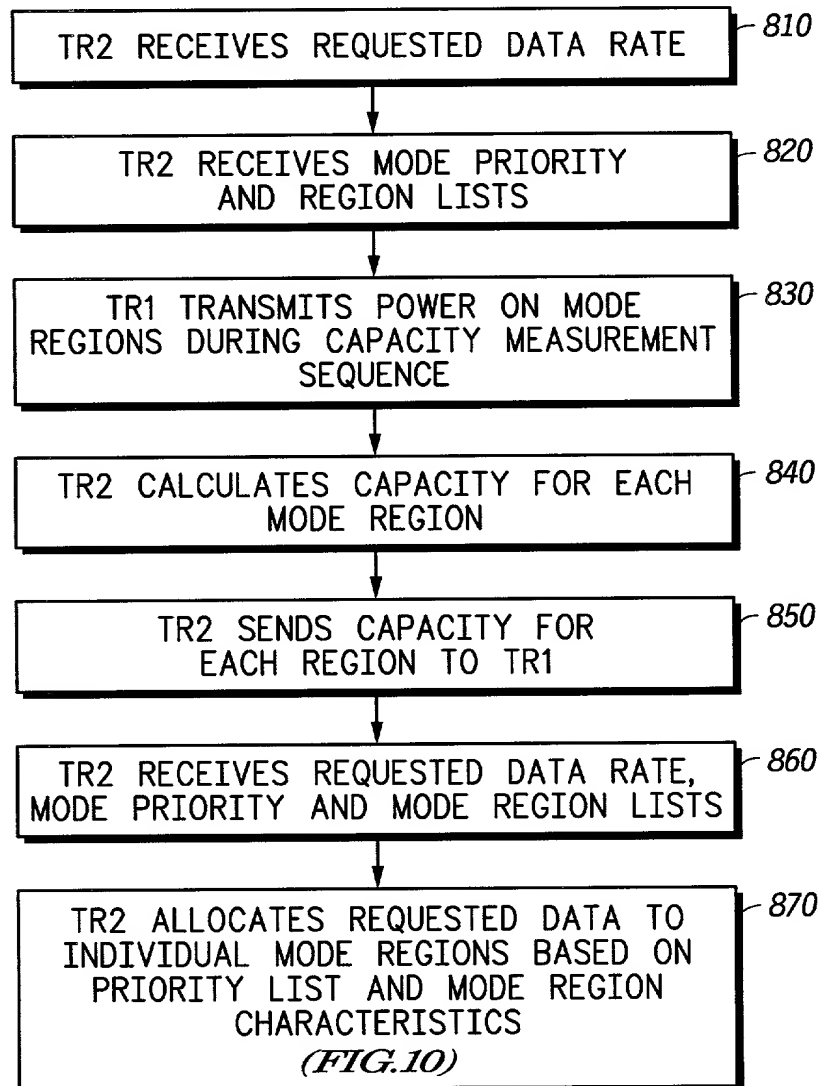 TR2 RECEIVES REQUESTED DATA RATE
810
TR2 RECEIVES MODE PRIORITY
AND REGION LISTS
820
TR1 TRANSMITS POWER ON MODE
REGIONS DURING CAPACITY MEASUREMENT
SEQUENCE
830
TR2 CALCULATES CAPACITY FOR EACH
MODE REGION
840
TR2 SENDS CAPACITY FOR
EACH REGION TO TR1
850
TR2 RECEIVES REQUESTED DATA RATE,
MODE PRIORITY AND MODE REGION LISTS
860
TR2 ALLOCATES REQUESTED DATA TO
INDIVIDUAL MODE REGIONS BASED ON
PRIORITY LIST AND MODE REGION
CHARACTERISTICS
(FIG.10)
870